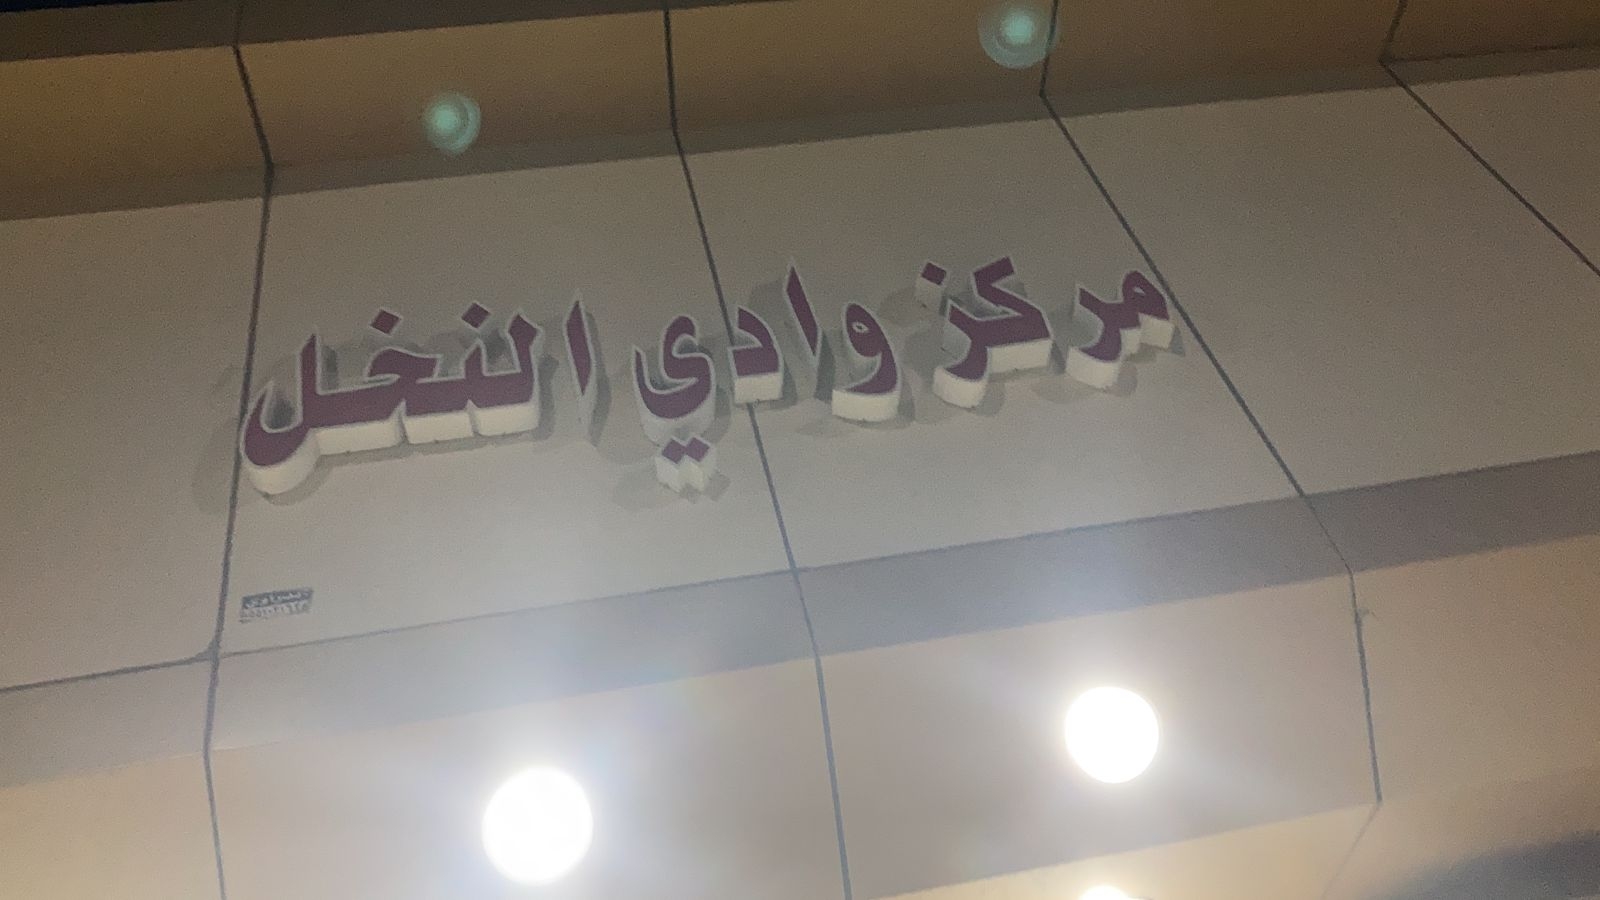 مركز وادي النخل